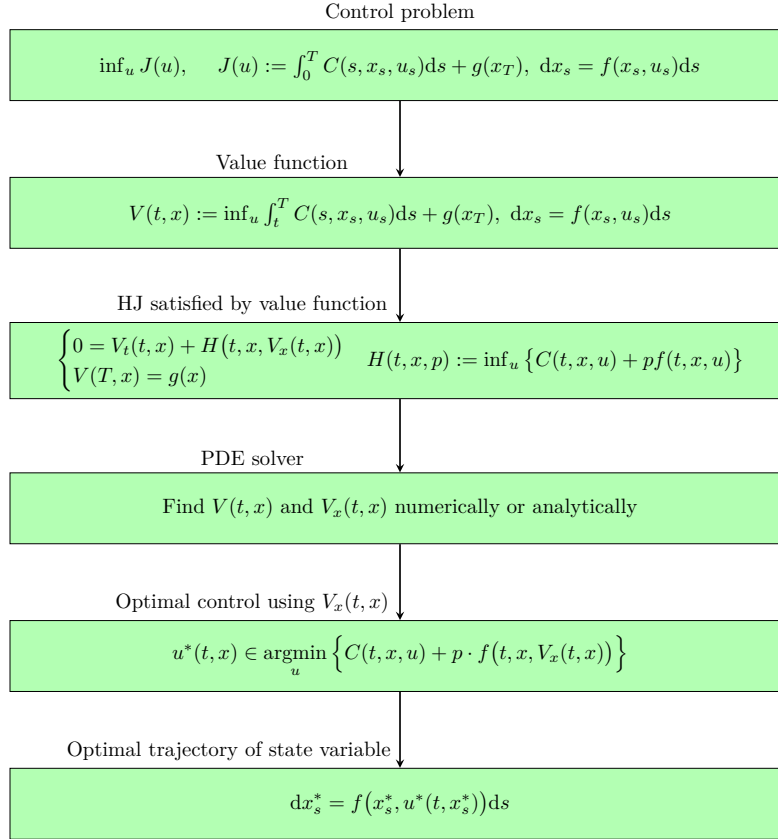 Control problem
inf_u J(u),  J(u) := ∫_0^T C(s, x_s, u_s)ds + g(x_T), dx_s = f(x_s, u_s)ds
Value function
V(t, x) := inf_u ∫_t^T C(s, x_s, u_s)ds + g(x_T), dx_s = f(x_s, u_s)ds
HJ satisfied by value function
{ 0 = V_t(t, x) + H(t, x, V_x(t, x))
V(T, x) = g(x)
H(t, x, p) := inf_u {C(t, x, u) + pf(t, x, u)}
PDE solver
Find V(t, x) and V_x(t, x) numerically or analytically
Optimal control using V_x(t, x)
u*(t, x) ∈ argmin_u {C(t, x, u) + p · f(t, x, V_x(t, x))}
Optimal trajectory of state variable
dx*_s = f(x*_s, u*(t, x*_s))ds